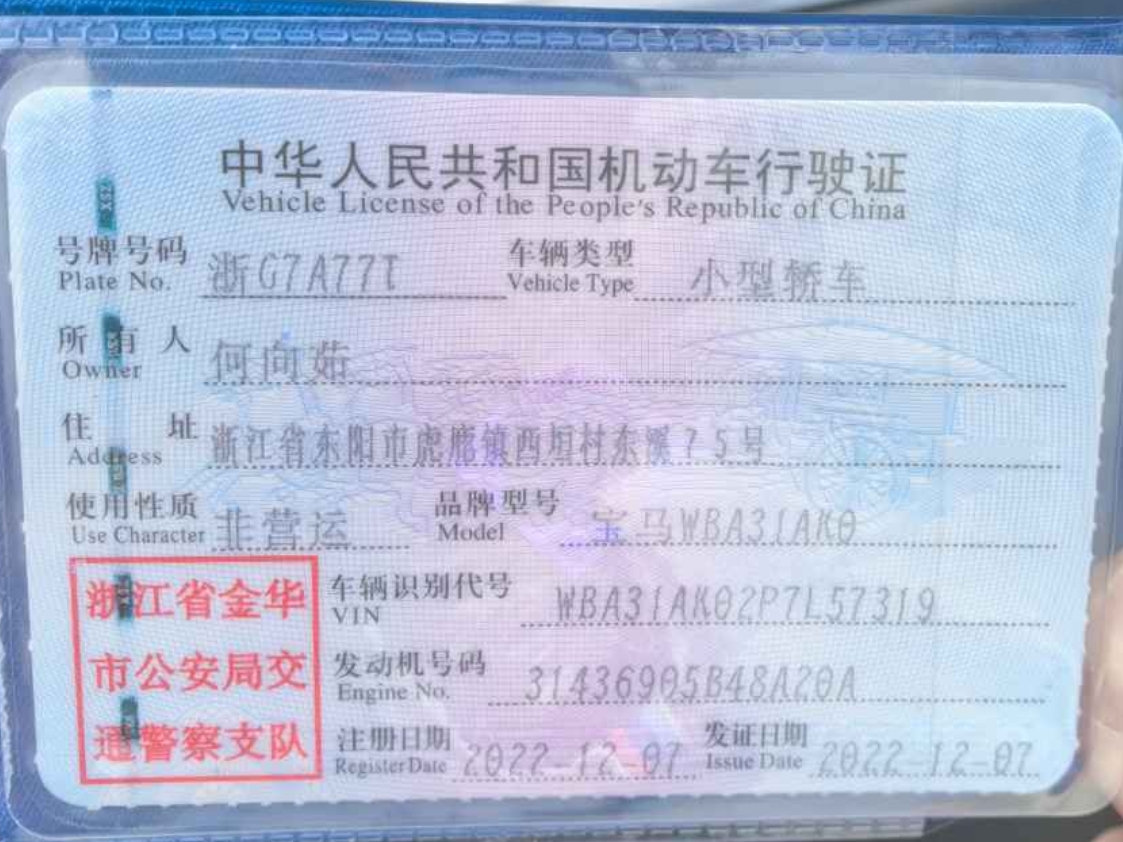 中华人民共和国机动车行驶证
Vehicle License of the People's Republic of China
号牌号码 浙G7A77T 车辆类型 小型轿车
Plate No. Vehicle Type
所有人 何向茹
Owner
住址 浙江省东阳市虎鹿镇西垣村东溪75号
Address
使用性质 非营运 品牌型号 宝马WBA31AK0
Use Character Model
浙江省金华
市公安局交
通警察支队
车辆识别代号 WBA31AK02P7L57319
VIN
发动机号码 31436905B48A20A
Engine No.
注册日期 2022-12-07 发证日期 2022-12-07
Register Date Issue Date